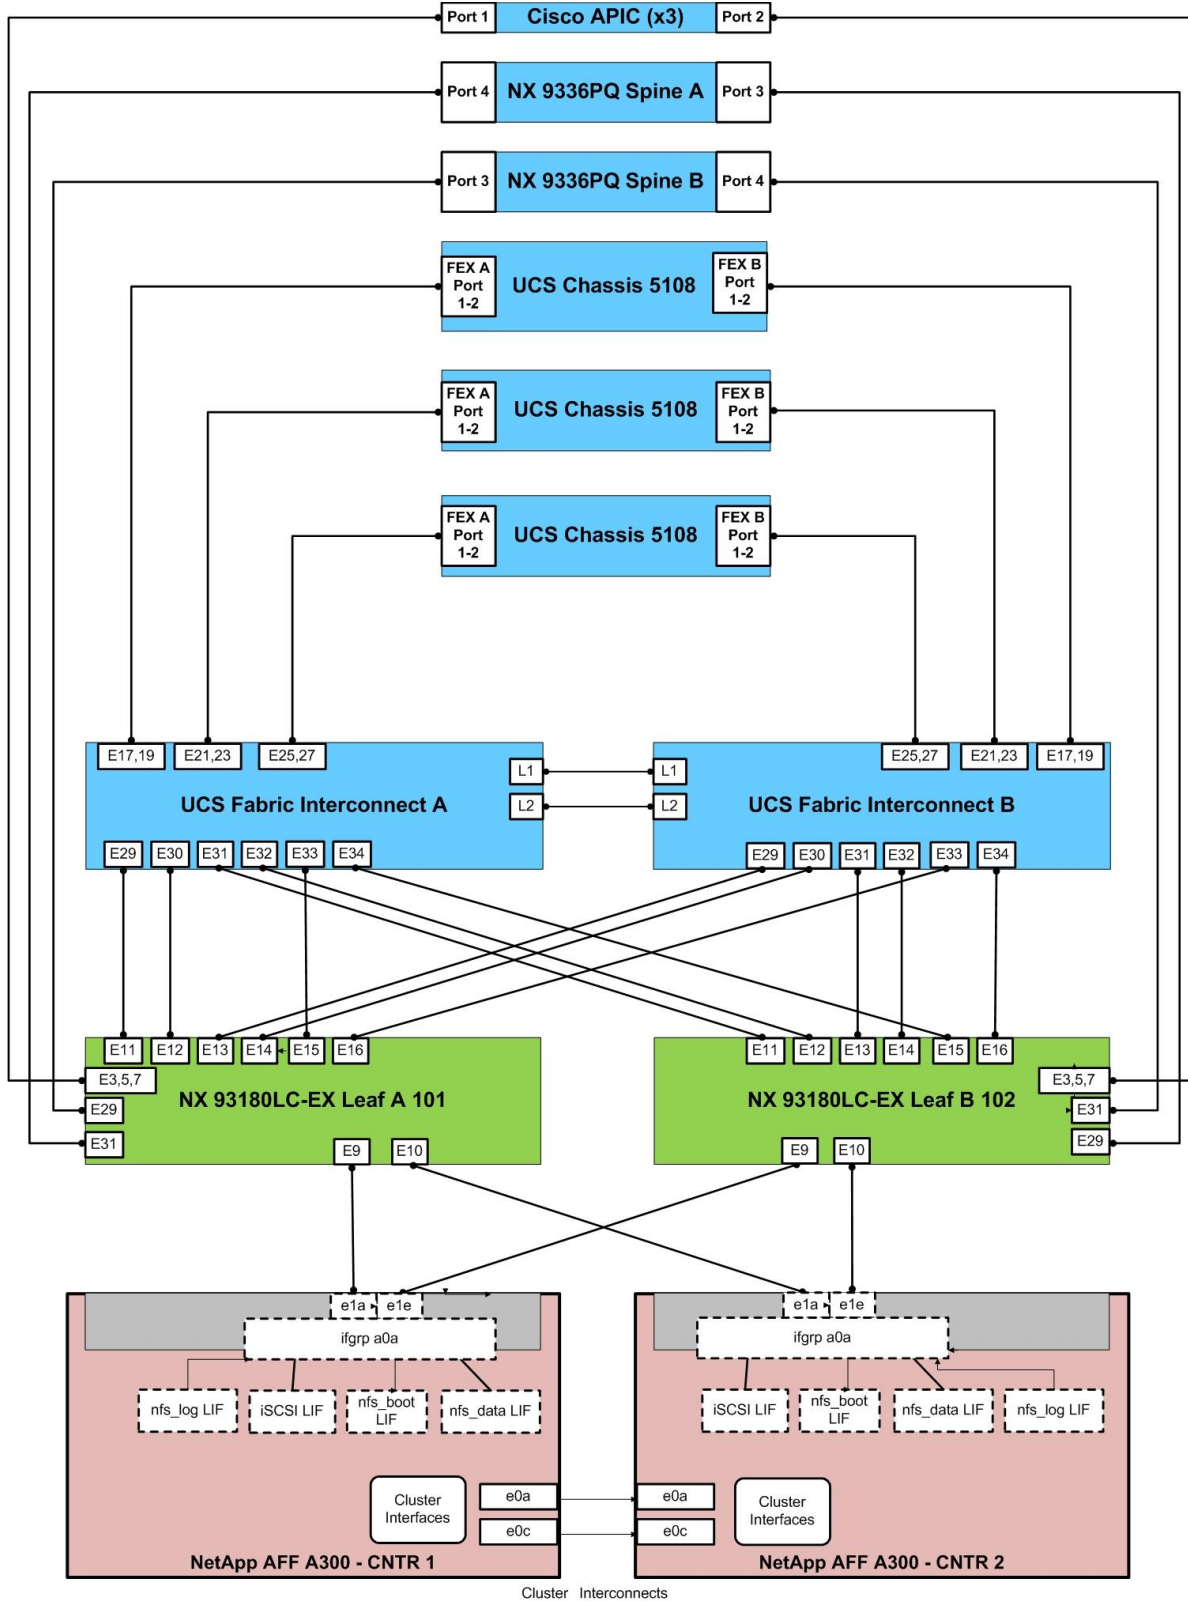 Port 1 Cisco APIC (x3) Port 2
Port 4 NX 9336PQ Spine A Port 3
Port 3 NX 9336PQ Spine B Port 4
FEX A
Port
1-2
UCS Chassis 5108
FEX B
Port
1-2
FEX A
Port
1-2
UCS Chassis 5108
FEX B
Port
1-2
FEX A
Port
1-2
UCS Chassis 5108
FEX B
Port
1-2
E17,19 E21,23 E25,27
L1
UCS Fabric Interconnect A
L2
E29 E30 E31 E32 E33 E34
E25,27 E21,23 E17,19
L1
L2
UCS Fabric Interconnect B
E29 E30 E31 E32 E33 E34
E11 E12 E13 E14 E15 E16
E3,5,7
NX 93180LC-EX Leaf A 101
E29
E31
E9 E10
E11 E12 E13 E14 E15 E16
E3,5,7
NX 93180LC-EX Leaf B 102
E31
E29
E9 E10
e1a e1e
ifgrp a0a
nfs_log LIF
iSCSI LIF
nfs_boot
LIF
nfs_data LIF
Cluster
Interfaces
e0a
e0c
NetApp AFF A300 - CNTR 1
e1a e1e
ifgrp a0a
iSCSI LIF
nfs_boot
LIF
nfs_data LIF
nfs_log LIF
e0a
e0c
Cluster
Interfaces
NetApp AFF A300 - CNTR 2
Cluster Interconnects